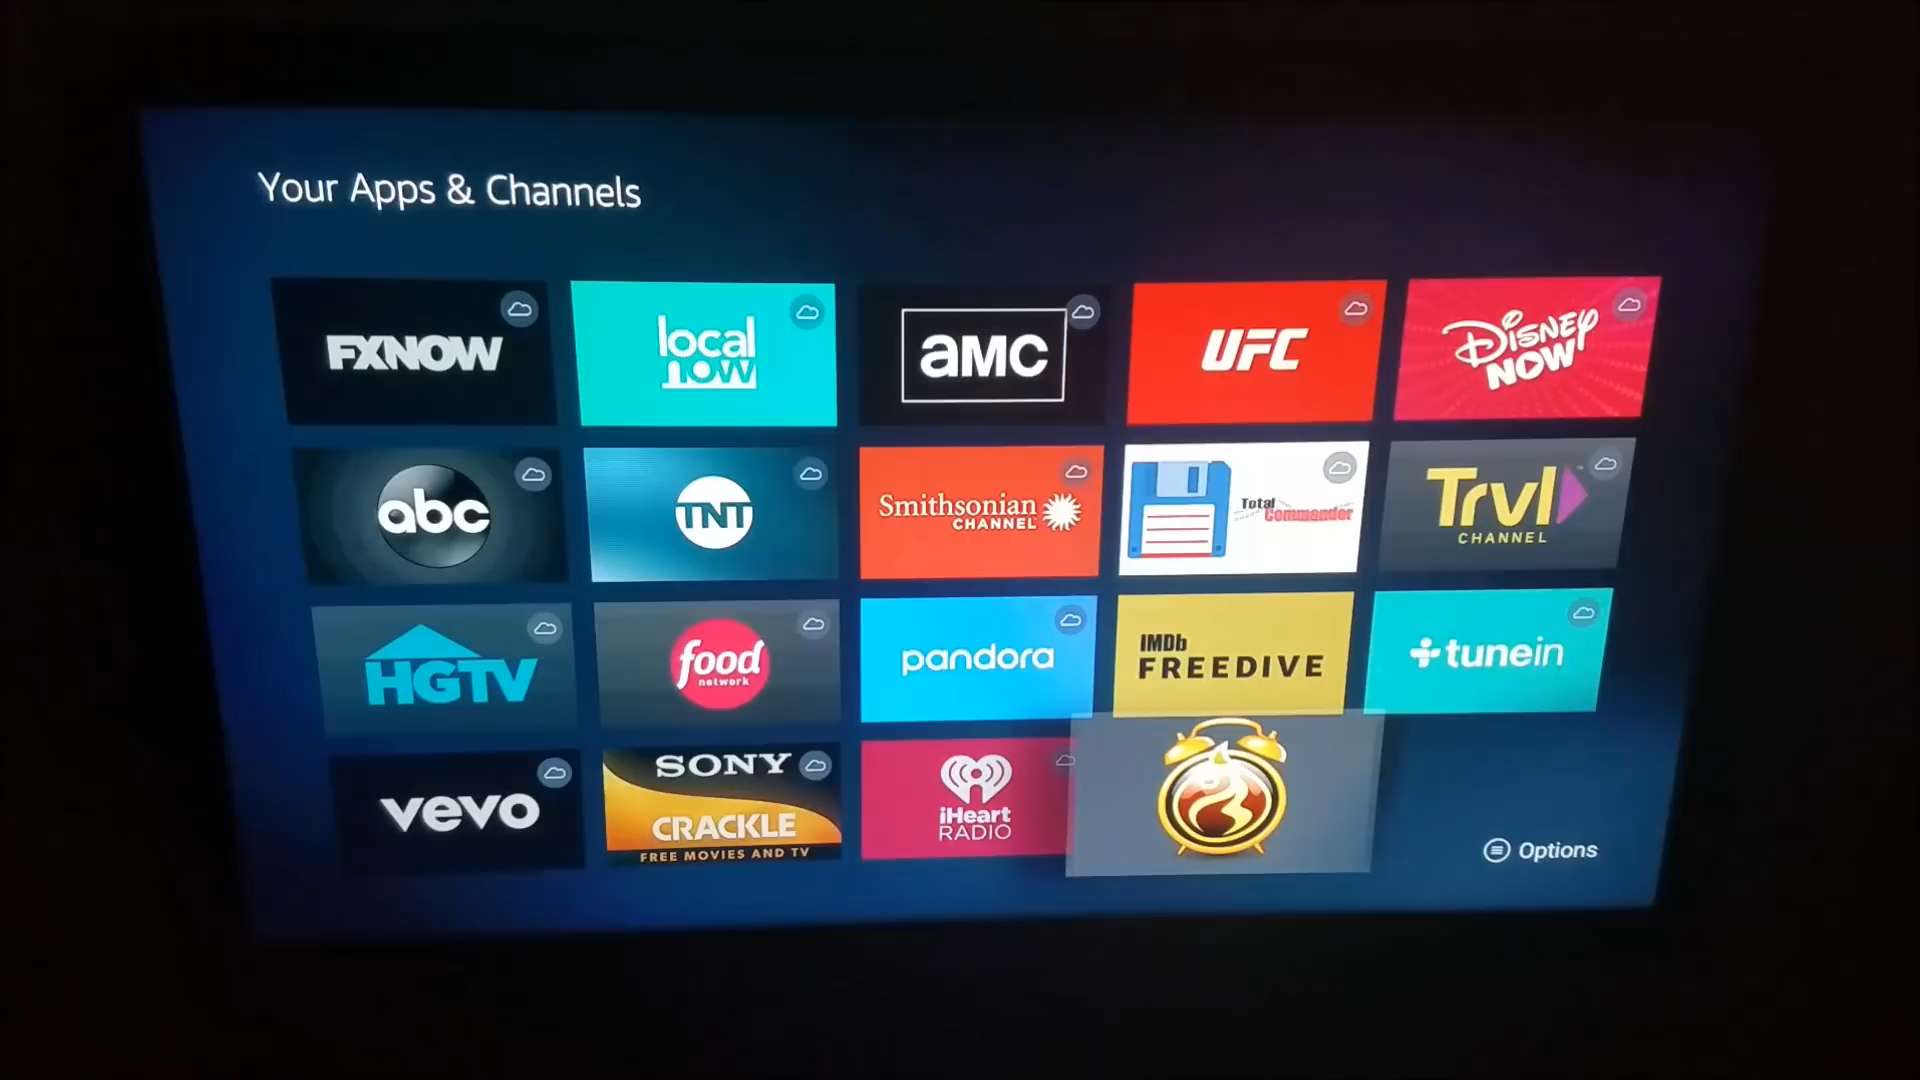 Your Apps & Channels
FXNOW
local
now
aMC
UFC
Disney
NOW
abc
TNT
Smithsonian
CHANNEL
Total
Commander
Trvl
CHANNEL
HGTV
food
network
pandora
IMDb
FREEDIVE
tunein
vevo
SONY
CRACKLE
FREE MOVIES AND TV
iHeart
RADIO
Options